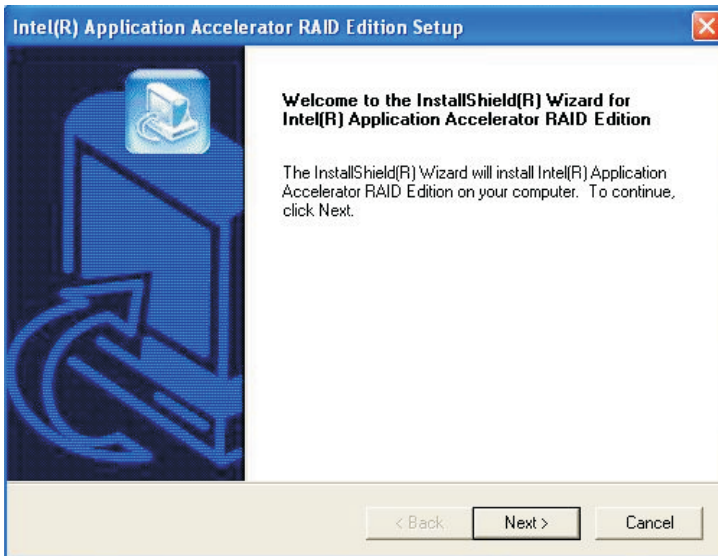 Intel(R) Application Accelerator RAID Edition Setup
Welcome to the InstallShield(R) Wizard for
Intel(R) Application Accelerator RAID Edition
The InstallShield(R) Wizard will install Intel(R) Application
Accelerator RAID Edition on your computer. To continue,
click Next.
< Back
Next >
Cancel